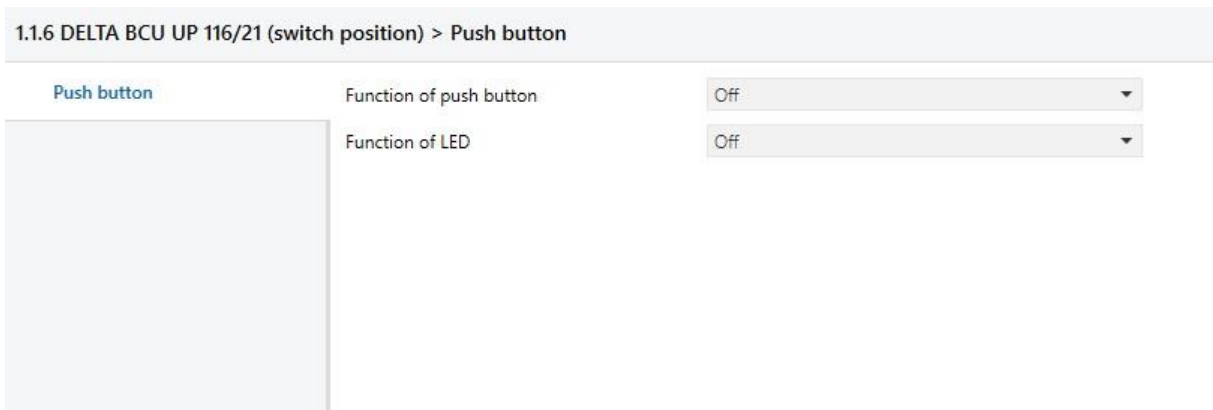 1.1.6 DELTA BCU UP 116/21 (switch position) > Push button
Push button
Function of push button Off
Function of LED Off